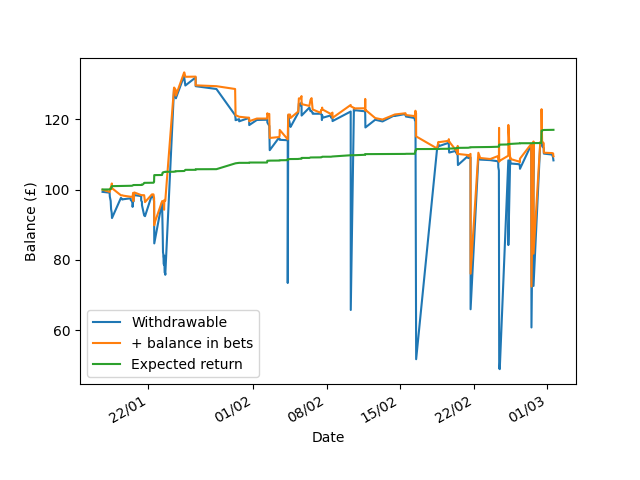 120
100
80
60
Balance (£)
Withdrawable
+ balance in bets
Expected return
22/01
01/02
08/02
15/02
22/02
01/03
Date